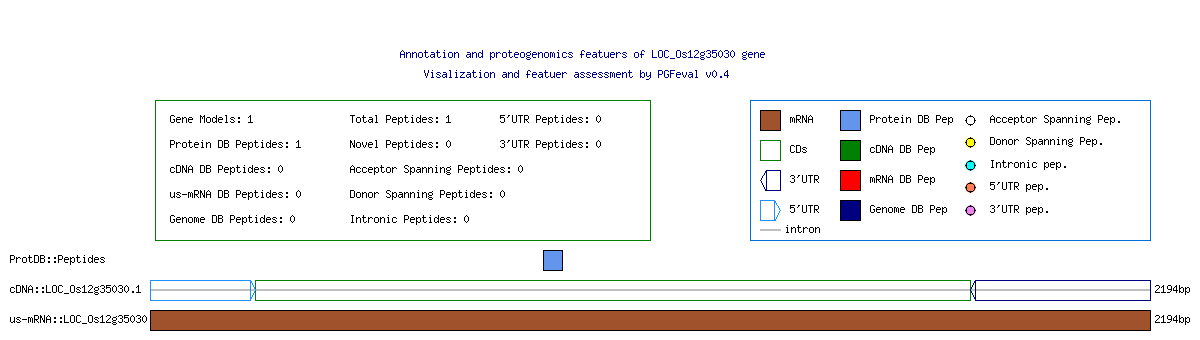 Annotation and proteogenomics featuers of LOC_Os12g35030 gene
Visalization and featuer assessment by PGFeval v0.4
Gene Models: 1 Total Peptides: 1 5'UTR Peptides: 0
Protein DB Peptides: 1 Novel Peptides: 0 3'UTR Peptides: 0
cDNA DB Peptides: 0 Acceptor Spanning Peptides: 0
us-mRNA DB Peptides: 0 Donor Spanning Peptides: 0
Genome DB Peptides: 0 Intronic Peptides: 0
mRNA Protein DB Pep Acceptor Spanning Pep.
CDs cDNA DB Pep Donor Spanning Pep.
3'UTR mRNA DB Pep Intronic pep.
5'UTR Genome DB Pep 5'UTR pep.
intron 3'UTR pep.
ProtDB::Peptides
cDNA::LOC_Os12g35030.1 2194bp
us-mRNA::LOC_Os12g35030 2194bp